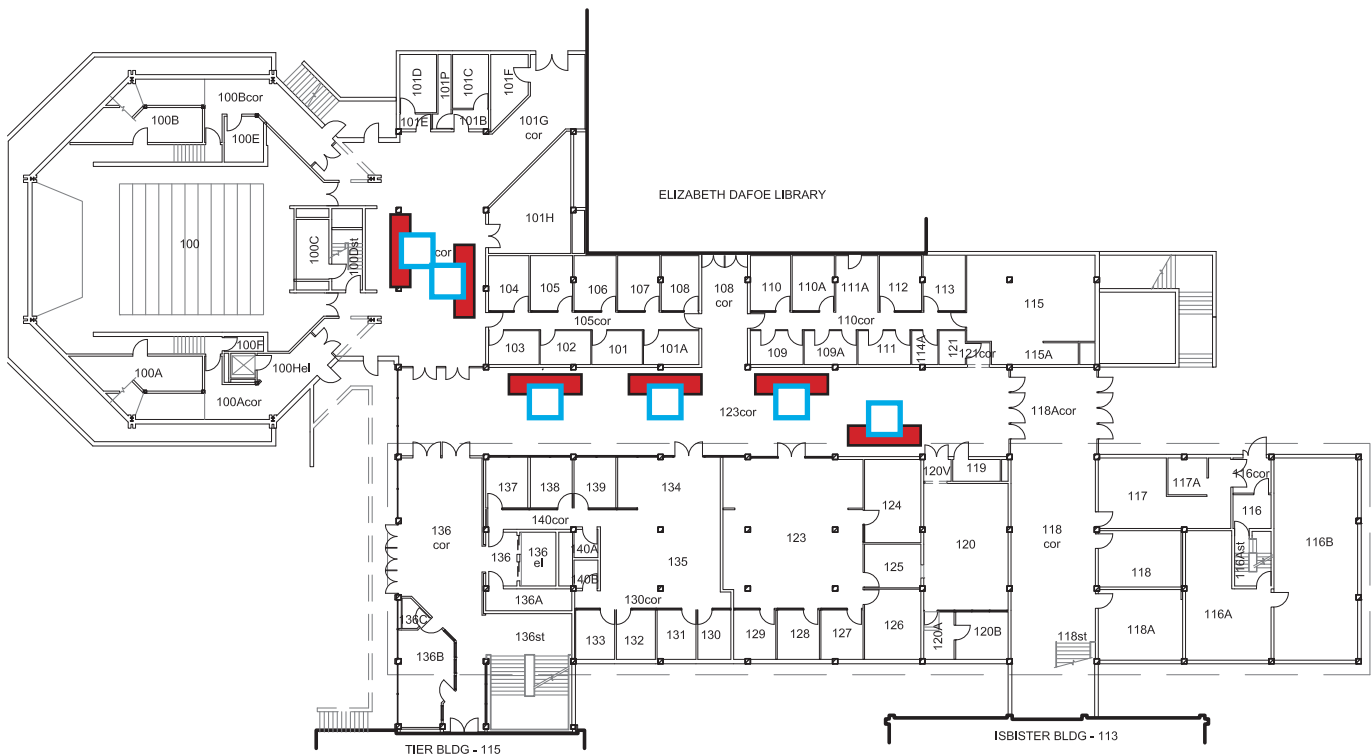 101D
101P
101C
101F
100Bcor
100B
101E
101B
101G
cor
100E
ELIZABETH DAFOE LIBRARY
101H
100
100C
100Dst
cor
104
105
106
107
108
108
cor
110
110A
111A
112
113
115
105cor
110cor
103
102
101
101A
109
109A
111
114A
121
121cor
115A
100F
100A
100Hel
100Acor
123cor
118Acor
137
138
139
134
124
120V
119
117
117A
116cor
116
140cor
136
cor
136
136
el
40A
40B
135
123
125
120
118
cor
118
116Ast
116B
136A
130cor
136C
136B
136st
133
132
131
130
129
128
127
126
120A
120B
118st
118A
116A
TIER BLDG - 115
ISBISTER BLDG - 113